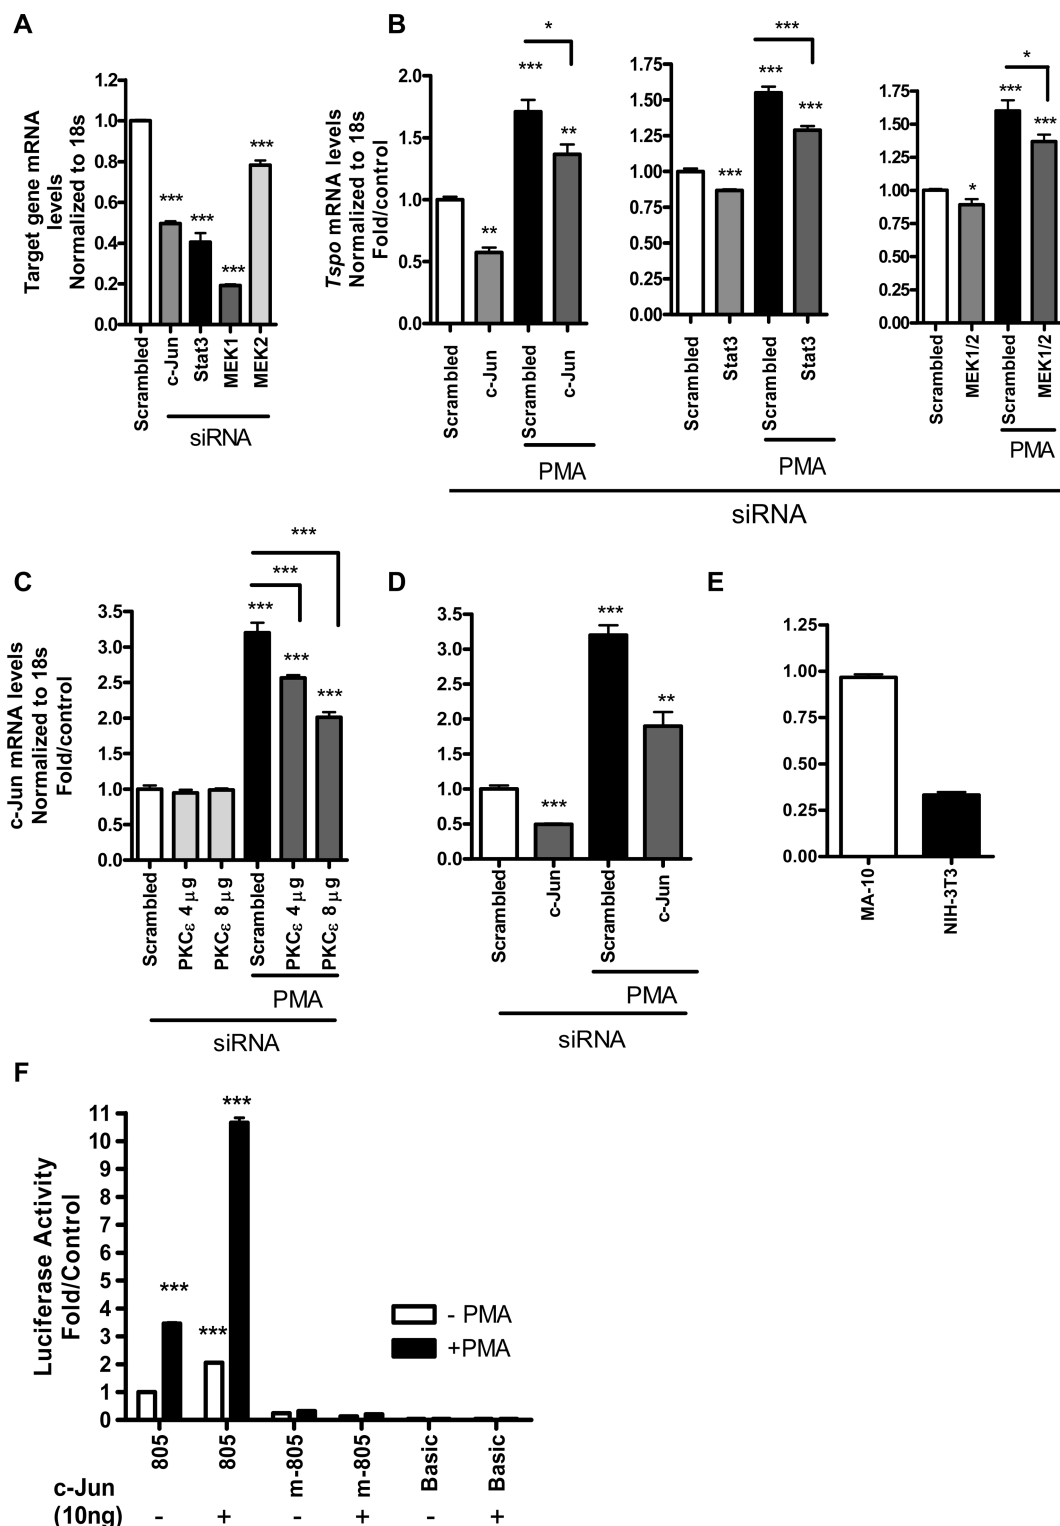 A
Target gene mRNA
levels
Normalized to 18s
1.2
1.0
0.8
0.6
0.4
0.2
0.0
***
***
***
***
Scrambled
c-Jun
Stat3
MEK1
MEK2
siRNA
B
Tspo mRNA levels
Normalized to 18s
Fold/control
2.0
1.5
1.0
0.5
0.0
**
***
**
*
Scrambled
c-Jun
Scrambled
c-Jun
PMA
1.75
1.50
1.25
1.00
0.75
0.50
0.25
0.00
***
***
***
***
Scrambled
Stat3
Scrambled
Stat3
PMA
1.75
1.50
1.25
1.00
0.75
0.50
0.25
0.00
*
***
***
*
Scrambled
MEK1/2
Scrambled
MEK1/2
PMA
siRNA
C
c-Jun mRNA levels
Normalized to 18s
Fold/control
3.5
3.0
2.5
2.0
1.5
1.0
0.5
0.0
***
***
***
***
***
Scrambled
PKCε 4 µg
PKCε 8 µg
Scrambled
PKCε 4 µg
PKCε 8 µg
PMA
siRNA
D
3.5
3.0
2.5
2.0
1.5
1.0
0.5
0.0
***
***
**
Scrambled
c-Jun
Scrambled
c-Jun
PMA
siRNA
E
1.25
1.00
0.75
0.50
0.25
0.00
MA-10
NIH-3T3
F
Luciferase Activity
Fold/Control
11
10
9
8
7
6
5
4
3
2
1
0
***
***
***
- PMA
+PMA
805
805
m-805
m-805
Basic
Basic
c-Jun
(10ng) - + - + - +